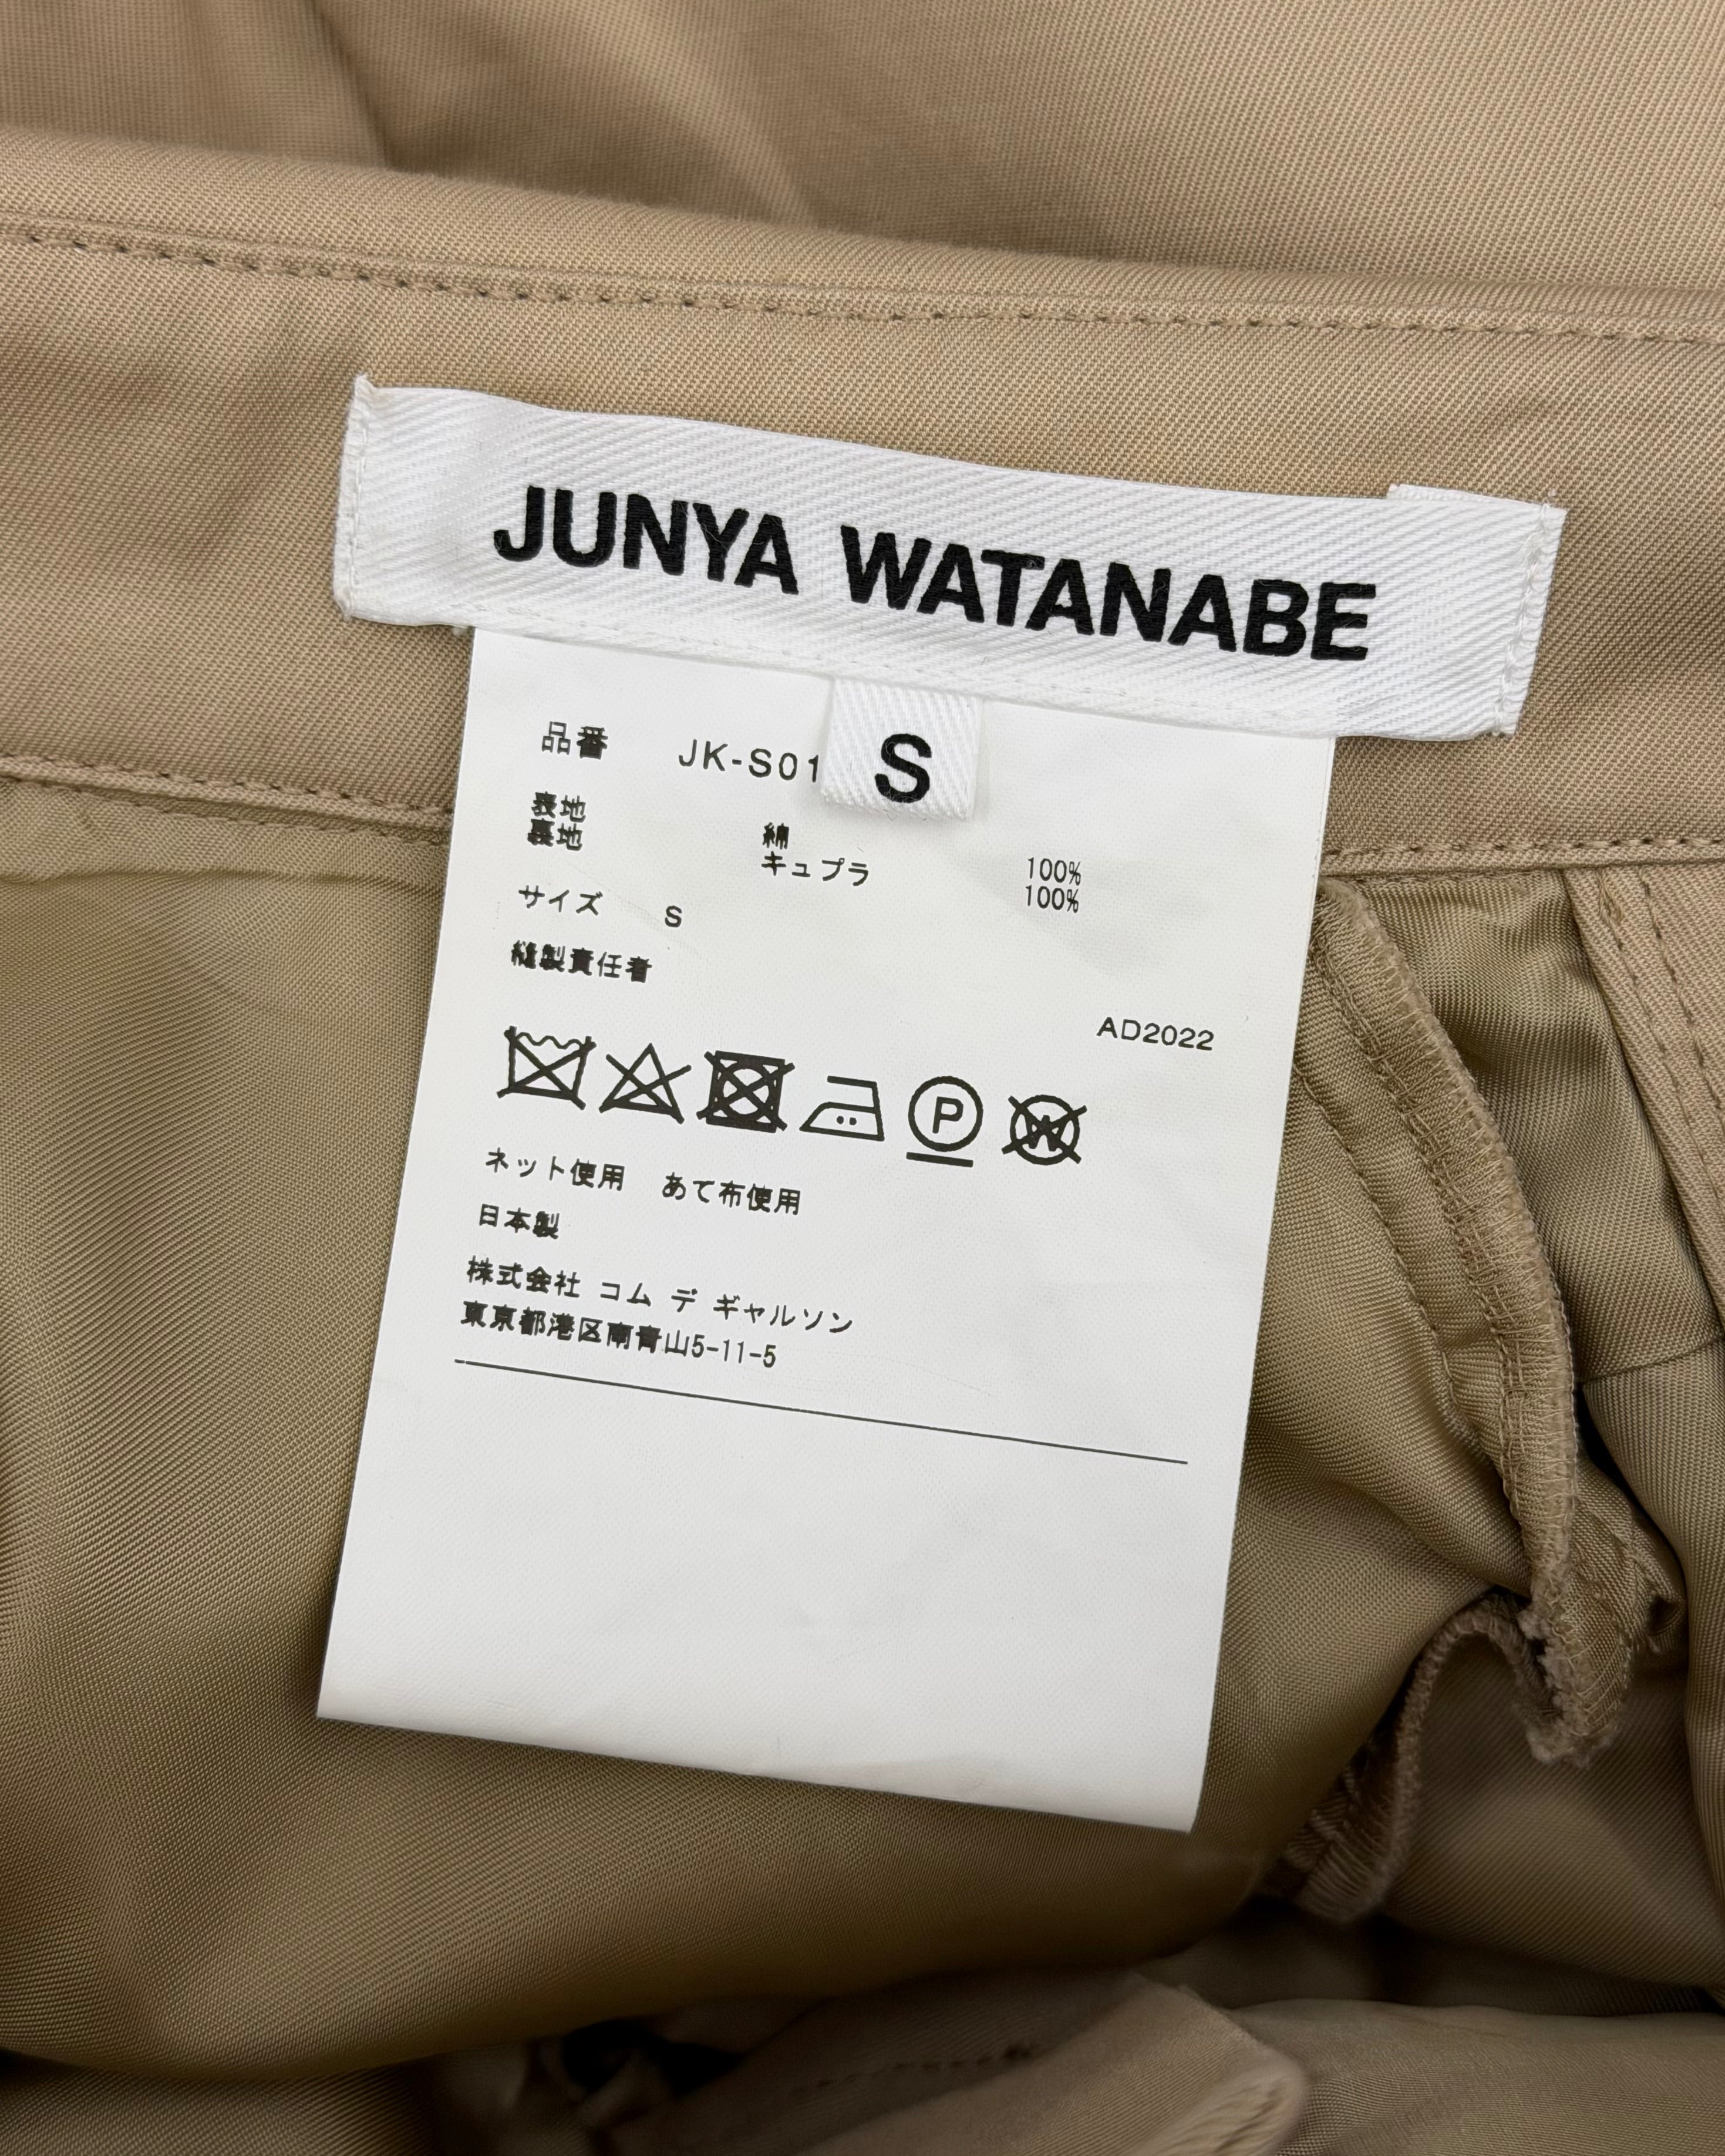 JUNYA WATANABE
S
品番 JK-S01
表地 綿 100%
裏地 キュプラ 100%
サイズ S
縫製責任者
AD2022
P
W
ネット使用 あて布使用
日本製
株式会社 コム デ ギャルソン
東京都港区南青山5-11-5